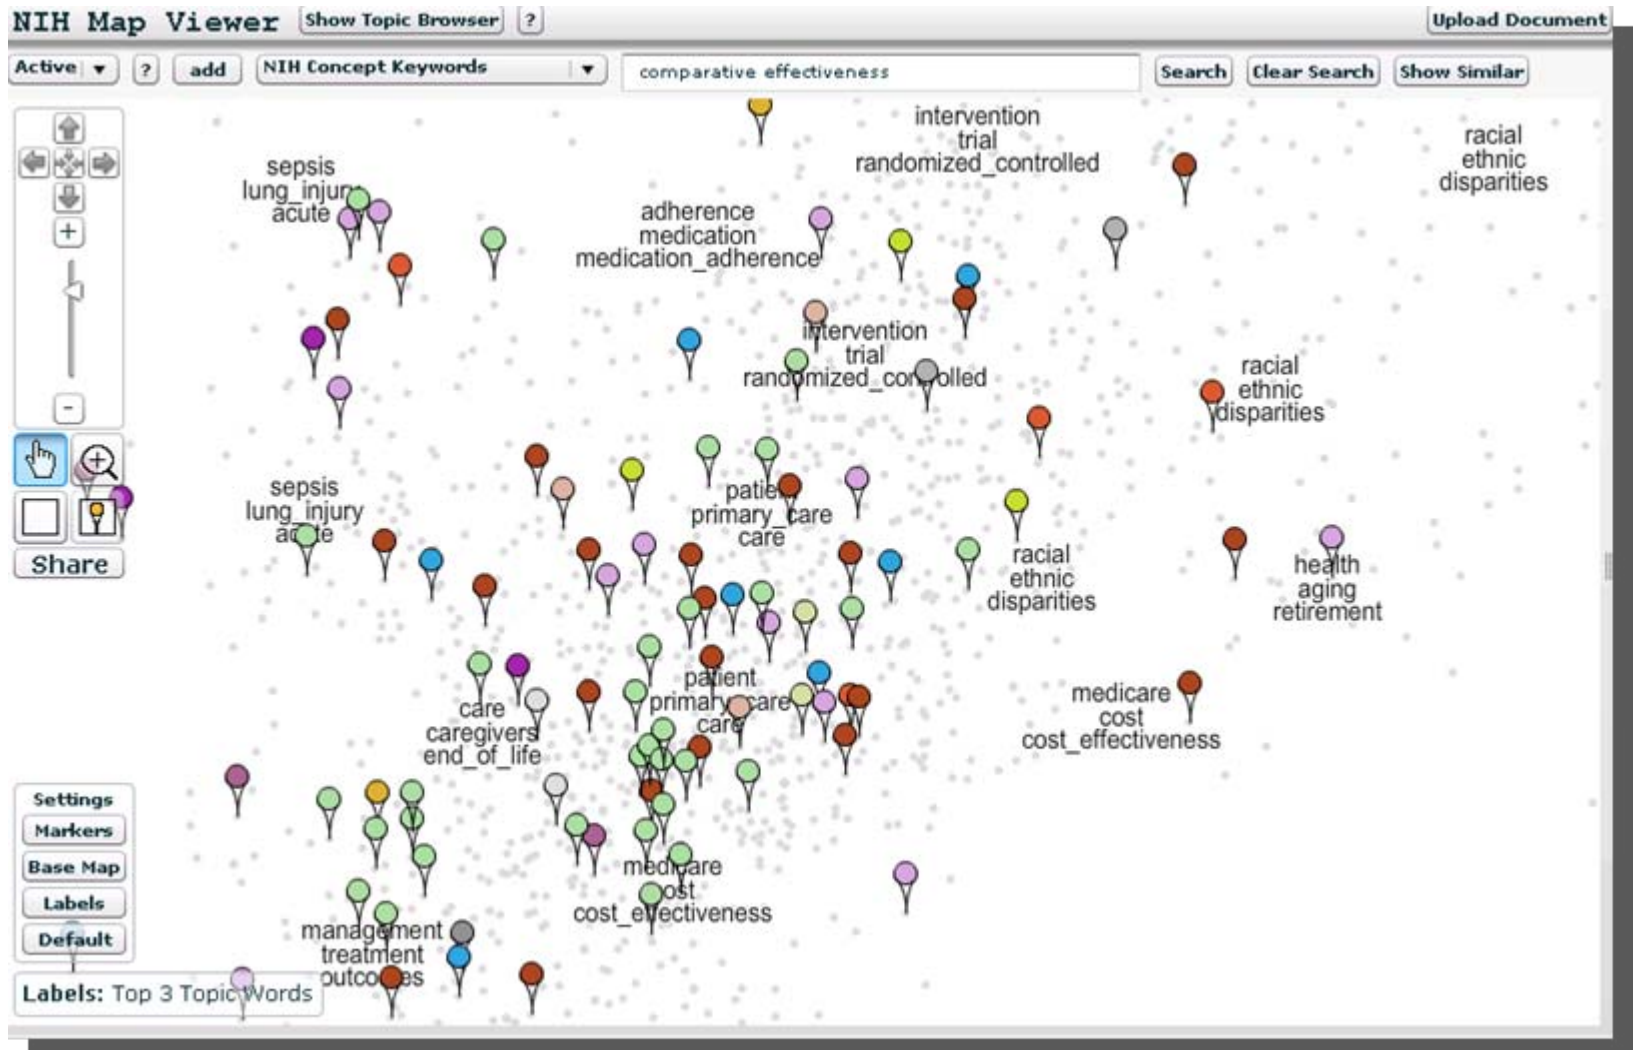 NIH Map Viewer Show Topic Browser ? Upload Document
Active ? add NIH Concept Keywords comparative effectiveness Search Clear Search Show Similar
intervention
trial
randomized_controlled
racial
ethnic
disparities
sepsis
lung_injury
acute
adherence
medication
medication_adherence
intervention
trial
randomized_controlled
racial
ethnic
disparities
sepsis
lung_injury
acute
patient
primary_care
care
racial
ethnic
disparities
health
aging
retirement
Share
patient
primary_care
care
care
caregivers
end_of_life
medicare
cost
cost_effectiveness
Settings
Markers
Base Map
Labels
Default
medicare
cost
cost_effectiveness
management
treatment
outcomes
Labels: Top 3 Topic Words